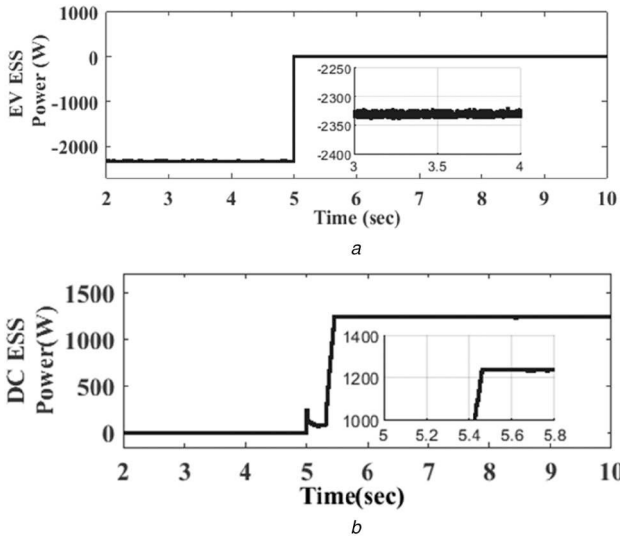 1000
0
-1000
-2000
EV ESS
Power (W)
-2250
-2300
-2350
-2400
3 3.5 4
2 3 4 5 6 7 8 9 10
Time (sec)
a
1500
1000
500
0
DC ESS
Power(W)
1400
1200
1000
5 5.2 5.4 5.6 5.8
2 3 4 5 6 7 8 9 10
Time(sec)
b